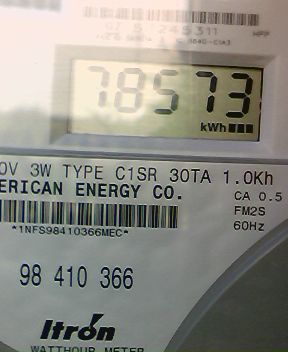 78573
kWh
0V 3W TYPE C1SR 30TA 1.0Kh
ERICAN ENERGY CO.
CA 0.5
*1NFS98410366MEC*
FM2S
60Hz
98 410 366
Itron
WATTHOUR METER